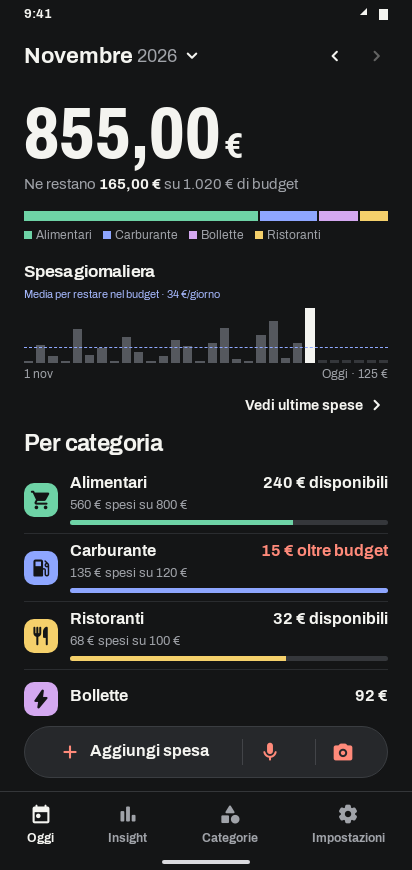 9:41
Novembre 2026
855,00 €
Ne restano 165,00 € su 1.020 € di budget
Alimentari Carburante Bollette Ristoranti
Spesa giornaliera
Media per restare nel budget · 34 €/giorno
1 nov Oggi · 125 €
Vedi ultime spese
Per categoria
Alimentari 240 € disponibili
560 € spesi su 800 €
Carburante 15 € oltre budget
135 € spesi su 120 €
Ristoranti 32 € disponibili
68 € spesi su 100 €
Bollette 92 €
Aggiungi spesa
Oggi Insight Categorie Impostazioni